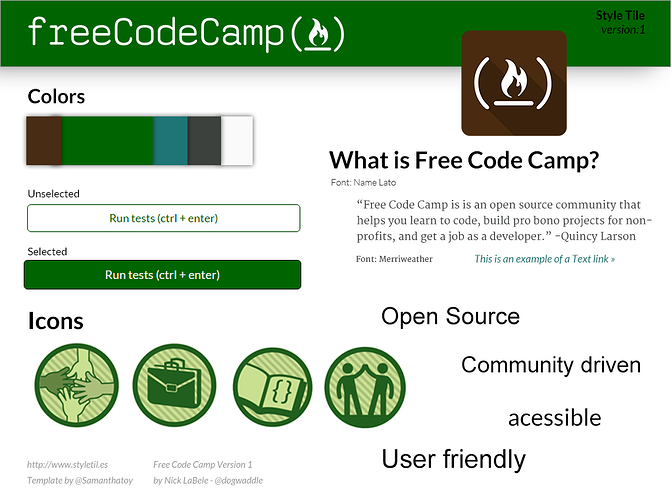 freeCodeCamp(🔥)
Style Tile
version:1
Colors
What is Free Code Camp?
Font: Name Lato
Unselected
Run tests (ctrl + enter)
“Free Code Camp is is an open source community that
helps you learn to code, build pro bono projects for non-
profits, and get a job as a developer.” -Quincy Larson
Font: Merriweather
This is an example of a Text link »
Selected
Run tests (ctrl + enter)
Icons
{}
Open Source
Community driven
acessible
User friendly
http://www.styletil.es
Template by @Samanthatoy
Free Code Camp Version 1
by Nick LaBele - @dogwaddle